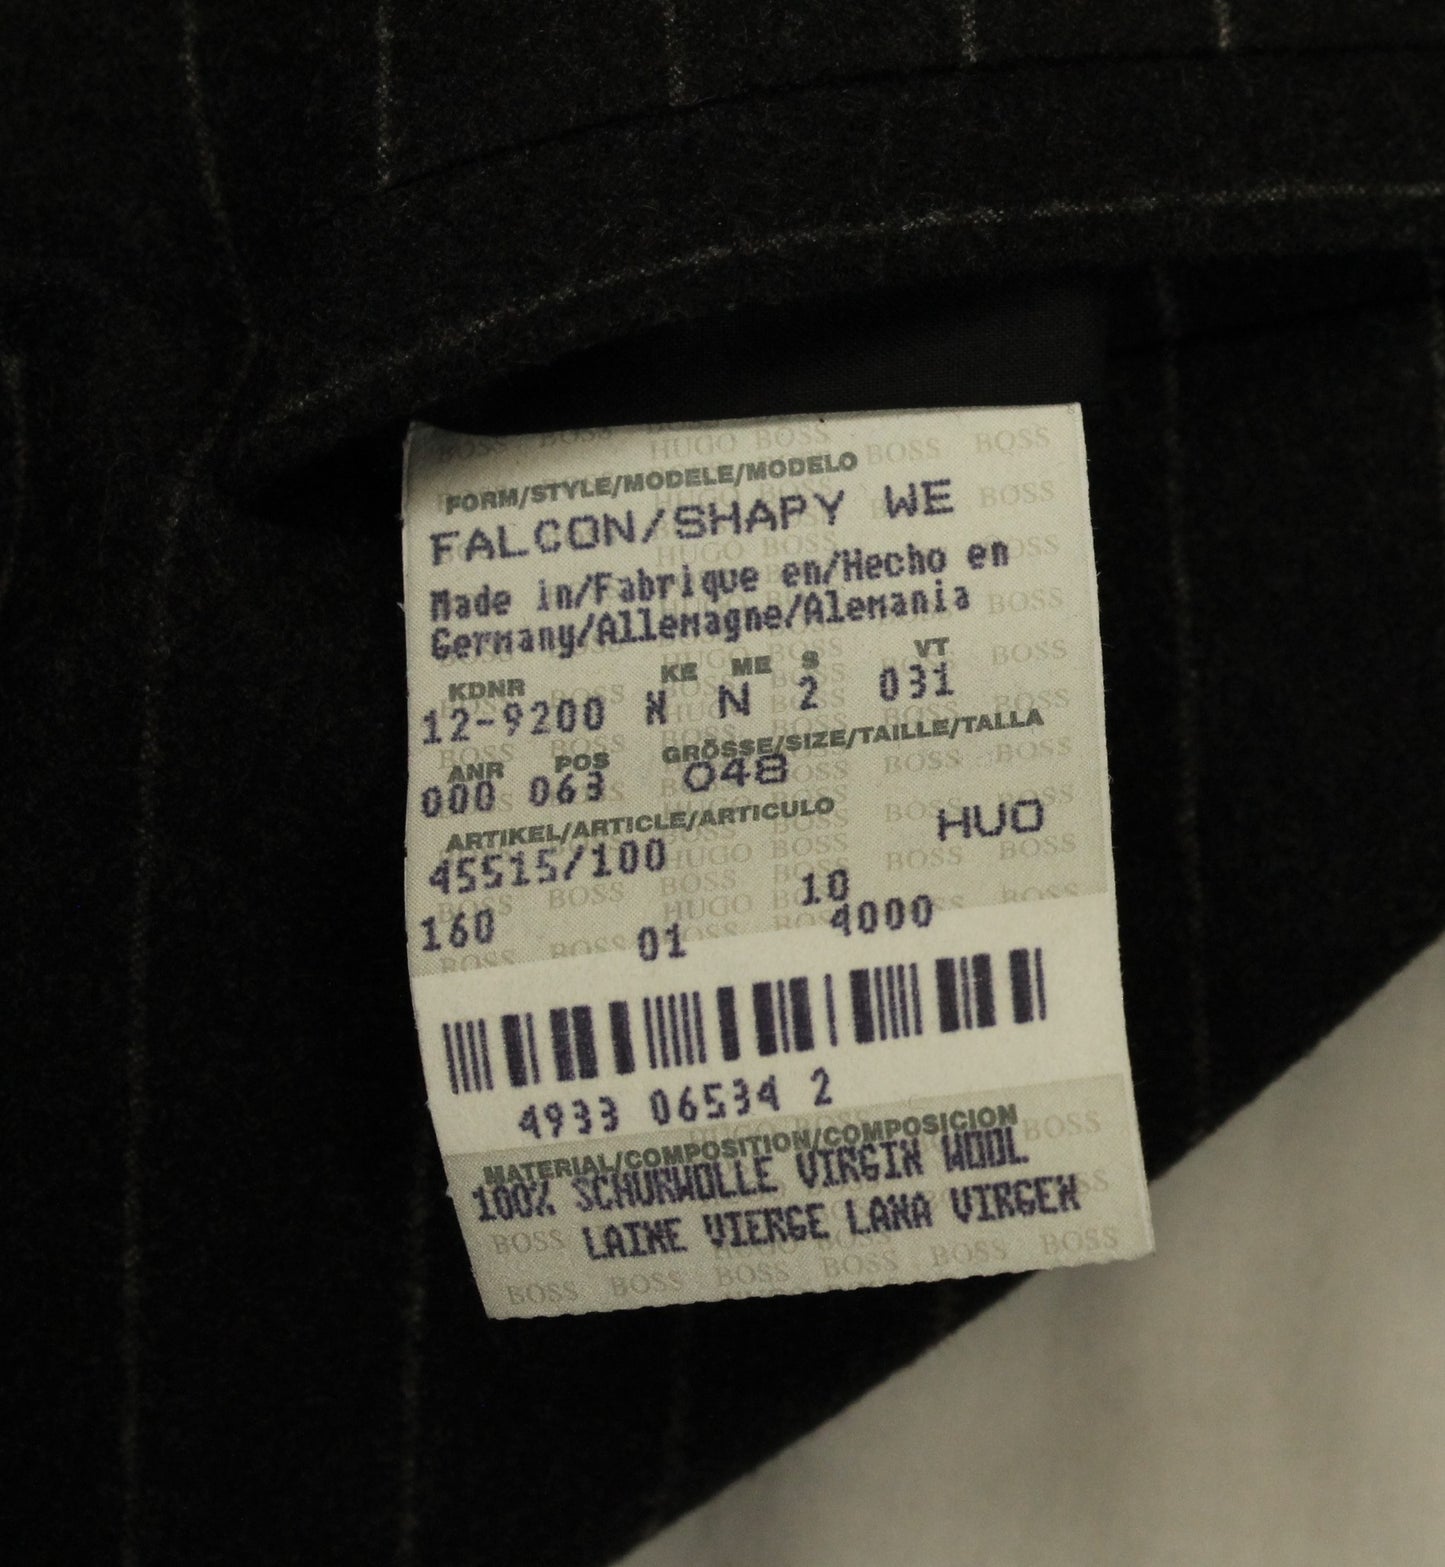 FORM/STYLE/MODELE/MODELO
FALCON/SHAPY WE
Made in/Fabrique en/Hecho en
Germany/Allemagne/Alemania
KDNR KE ME S VT
12-9200 N N 2 031
ANR POS GRÖSSE/SIZE/TAILLE/TALLA
000 063 048
ARTIKEL/ARTICLE/ARTICULO
45515/100 HUO
160 01 10 4000
4933 06534 2
MATERIAL/COMPOSITION/COMPOSICION
100% SCHURWOLLE VIRGIN WOOL
LAINE VIERGE LANA VIRGEN
HUGO BOSS